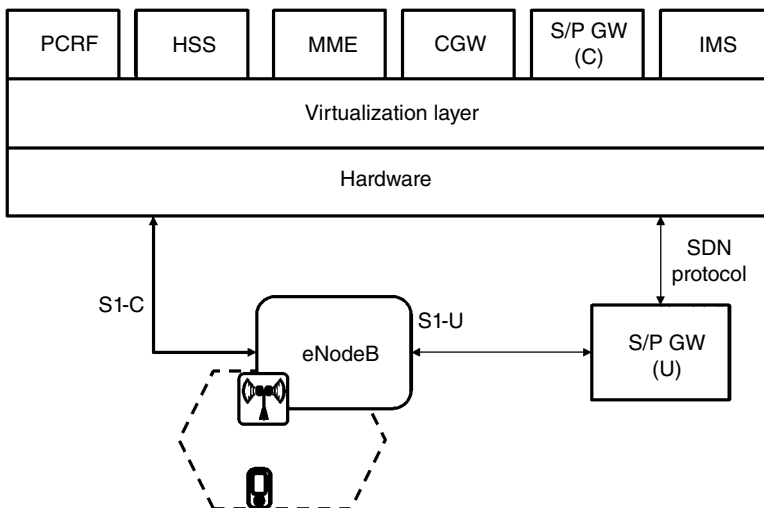 PCRF
HSS
MME
CGW
S/P GW
(C)
IMS
Virtualization layer
Hardware
SDN
protocol
S1-C
S1-U
eNodeB
S/P GW
(U)